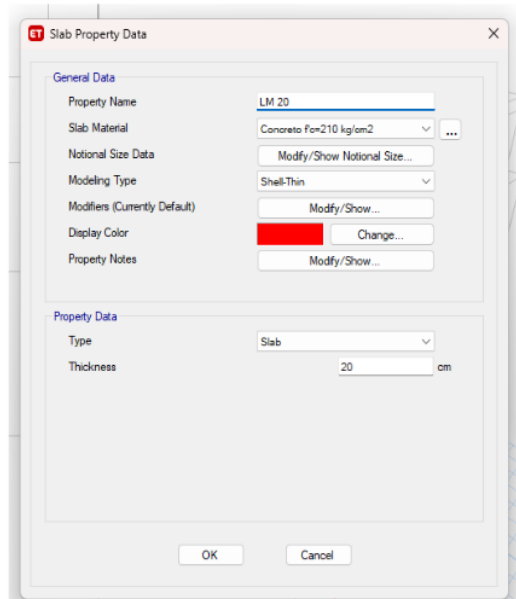 ET Slab Property Data
General Data
Property Name LM 20
Slab Material Concreto f'c=210 kg/cm2 ...
Notional Size Data Modify/Show Notional Size...
Modeling Type Shell-Thin
Modifiers (Currently Default) Modify/Show...
Display Color Change...
Property Notes Modify/Show...
Property Data
Type Slab
Thickness 20 cm
OK Cancel